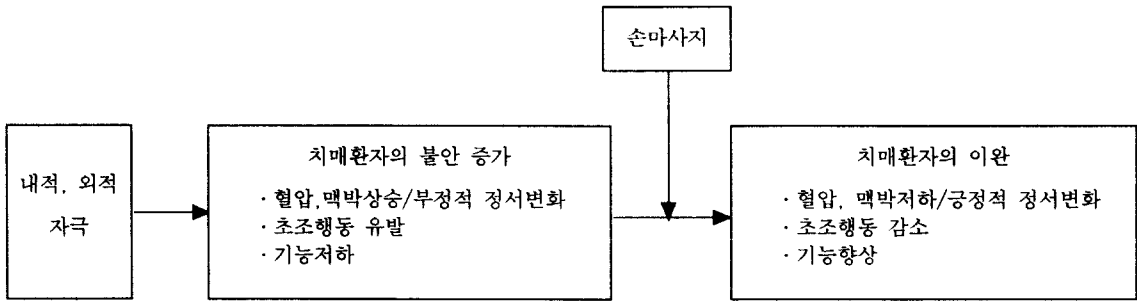 손마사지
내적, 외적
자극
치매환자의 불안 증가
· 혈압,맥박상승/부정적 정서변화
· 초조행동 유발
· 기능저하
치매환자의 이완
· 혈압, 맥박저하/긍정적 정서변화
· 초조행동 감소
· 기능향상